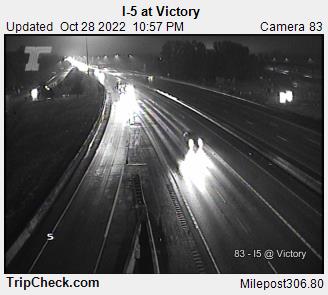 I-5 at Victory
Updated Oct 28 2022 10:57 PM Camera 83
T
S
83 - I5 @ Victory
TripCheck.com Milepost306.80